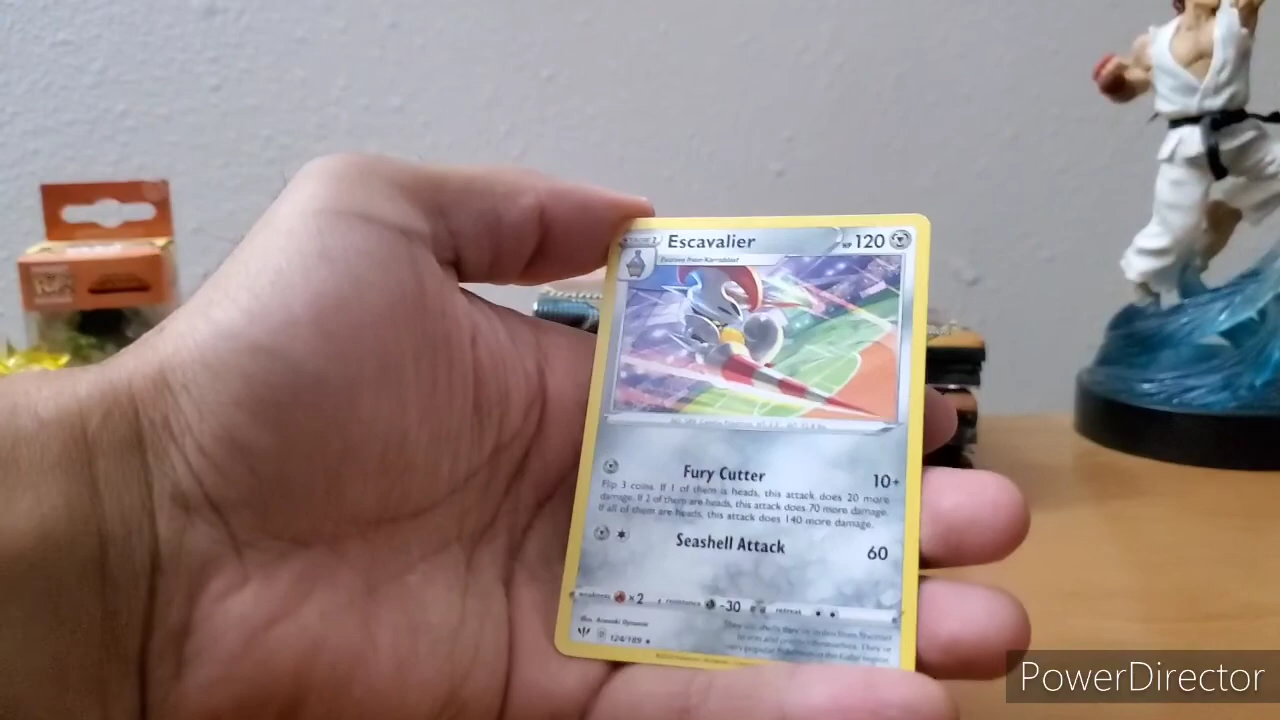 Escavalier
HP 120
Evolves from Karrablast
Fury Cutter 10+
Flip 3 coins. If 1 of them is heads, this attack does 20 more
damage. If 2 of them are heads, this attack does 70 more damage.
If all of them are heads, this attack does 140 more damage.
Seashell Attack 60
weakness ×2 resistance -30 retreat
Illus. Anesaki Dynamic
D 124/189
PowerDirector